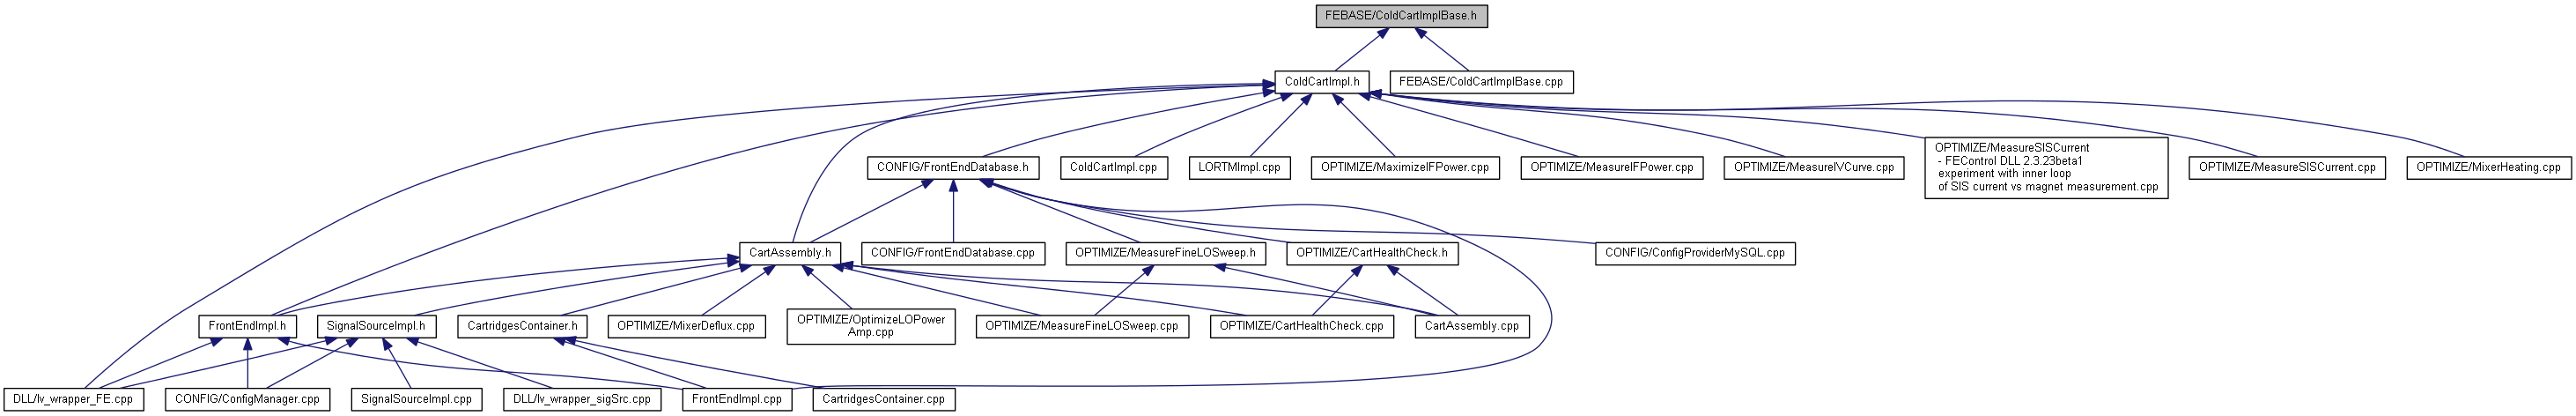 FEBASE/ColdCartImplBase.h
ColdCartImpl.h
FEBASE/ColdCartImplBase.cpp
CONFIG/FrontEndDatabase.h
ColdCartImpl.cpp
LORTMImpl.cpp
OPTIMIZE/MaximizeIFPower.cpp
OPTIMIZE/MeasureIFPower.cpp
OPTIMIZE/MeasureIVCurve.cpp
OPTIMIZE/MeasureSISCurrent
- FEControl DLL 2.3.23beta1
experiment with inner loop
of SIS current vs magnet measurement.cpp
OPTIMIZE/MeasureSISCurrent.cpp
OPTIMIZE/MixerHeating.cpp
CartAssembly.h
CONFIG/FrontEndDatabase.cpp
OPTIMIZE/MeasureFineLOSweep.h
OPTIMIZE/CartHealthCheck.h
CONFIG/ConfigProviderMySQL.cpp
FrontEndImpl.h
SignalSourceImpl.h
CartridgesContainer.h
OPTIMIZE/MixerDeflux.cpp
OPTIMIZE/OptimizeLOPower
Amp.cpp
OPTIMIZE/MeasureFineLOSweep.cpp
OPTIMIZE/CartHealthCheck.cpp
CartAssembly.cpp
DLL/lv_wrapper_FE.cpp
CONFIG/ConfigManager.cpp
SignalSourceImpl.cpp
DLL/lv_wrapper_sigSrc.cpp
FrontEndImpl.cpp
CartridgesContainer.cpp